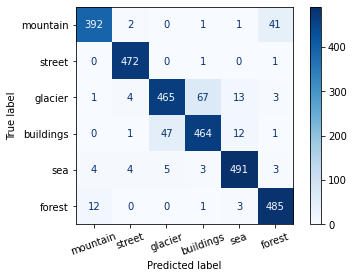 mountain 392 2 0 1 1 41
street 0 472 0 1 0 1
glacier 1 4 465 67 13 3
buildings 0 1 47 464 12 1
sea 4 4 5 3 491 3
forest 12 0 0 1 3 485
mountain street glacier buildings sea forest
True label
Predicted label
400
300
200
100
0